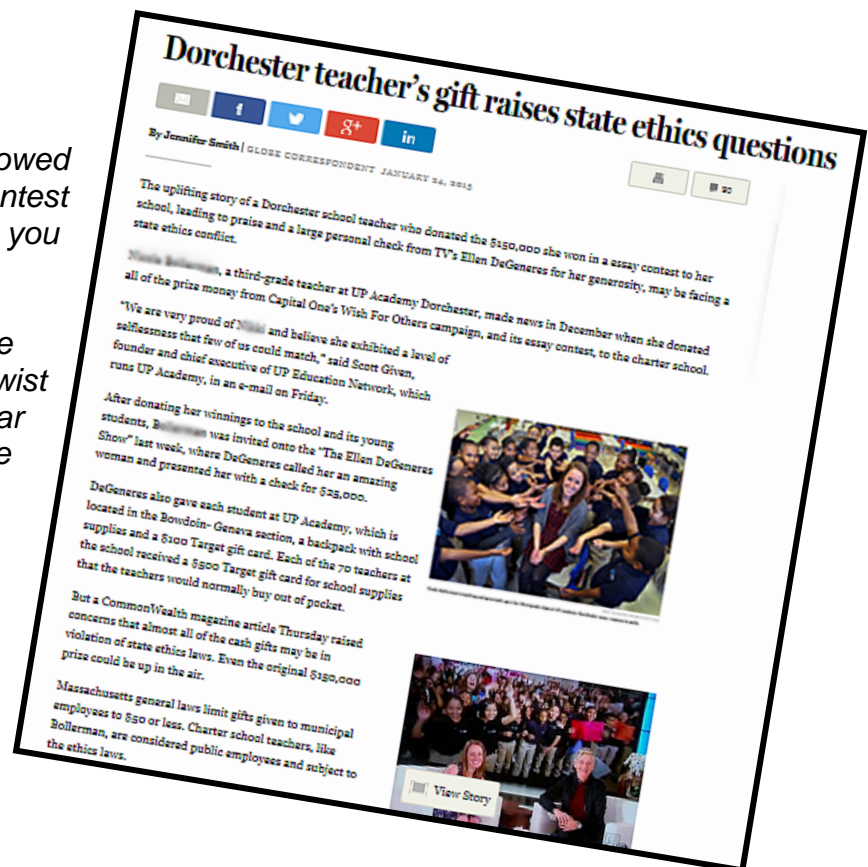 owed
ntest
you
e
wist
ar
e
Dorchester teacher's gift raises state ethics questions
f
g+
in
By Jennifer Smith | GLOBE CORRESPONDENT JANUARY 24, 2015
20
The uplifting story of a Dorchester school teacher who donated the $150,000 she won in a essay contest to her
school, leading to praise and a large personal check from TV's Ellen DeGeneres for her generosity, may be facing a
state ethics conflict.
, a third-grade teacher at UP Academy Dorchester, made news in December when she donated
all of the prize money from Capital One's Wish For Others campaign, and its essay contest, to the charter school.
"We are very proud of and believe she exhibited a level of
selflessness that few of us could match," said Scott Given,
founder and chief executive of UP Education Network, which
runs UP Academy, in an e-mail on Friday.
After donating her winnings to the school and its young
students, was invited onto the "The Ellen DeGeneres
Show" last week, where DeGeneres called her an amazing
woman and presented her with a check for $25,000.
DeGeneres also gave each student at UP Academy, which is
located in the Bowdoin-Geneva section, a backpack with school
supplies and a $100 Target gift card. Each of the 70 teachers at
the school received a $500 Target gift card for school supplies
that the teachers would normally buy out of pocket.
But a CommonWealth magazine article Thursday raised
concerns that almost all of the cash gifts may be in
violation of state ethics laws. Even the original $150,000
prize could be up in the air.
Massachusetts general laws limit gifts given to municipal
employees to $50 or less. Charter school teachers, like
Bollerman, are considered public employees and subject to
the ethics laws.
View Story